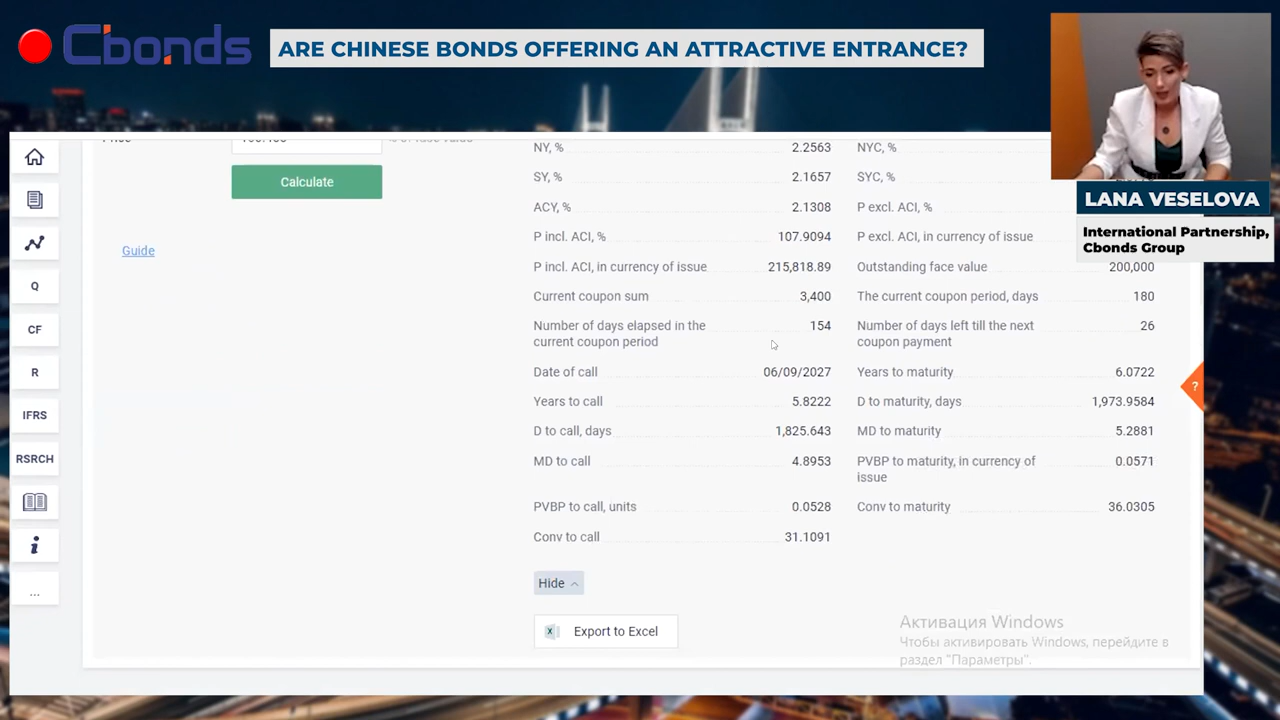 Cbonds
ARE CHINESE BONDS OFFERING AN ATTRACTIVE ENTRANCE?
LANA VESELOVA
International Partnership,
Cbonds Group
Calculate
Guide
Q
CF
R
IFRS
RSRCH
i
...
NY, % 2.2563 NYC, %
SY, % 2.1657 SYC, %
ACY, % 2.1308 P excl. ACI, %
P incl. ACI, % 107.9094 P excl. ACI, in currency of issue
P incl. ACI, in currency of issue 215,818.89 Outstanding face value 200,000
Current coupon sum 3,400 The current coupon period, days 180
Number of days elapsed in the 154 Number of days left till the next 26
current coupon period coupon payment
Date of call 06/09/2027 Years to maturity 6.0722
Years to call 5.8222 D to maturity, days 1,973.9584
D to call, days 1,825.643 MD to maturity 5.2881
MD to call 4.8953 PVBP to maturity, in currency of 0.0571
issue
PVBP to call, units 0.0528 Conv to maturity 36.0305
Conv to call 31.1091
Hide
Export to Excel
?
Активация Windows
Чтобы активировать Windows, перейдите в
раздел "Параметры".